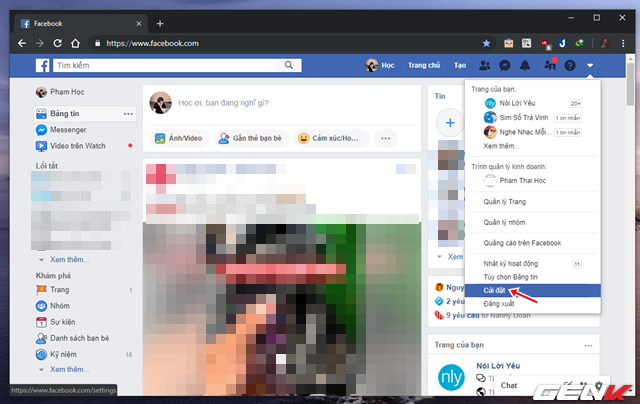 Facebook
https://www.facebook.com
Tìm kiếm
Học
Trang chủ
Tạo
Phạm Học
Bảng tin
Messenger
Video trên Watch
Lối tắt
Xem thêm...
Khám phá
Trang 1
Nhóm
Sự kiện
Danh sách bạn bè
Kỷ niệm 18
Xem thêm...
https://www.facebook.com/settings
Học ơi, bạn đang nghĩ gì?
Ảnh/Video
Gắn thẻ bạn bè
Cảm xúc/Ho...
Tin
Xem
Nguy
2 yêu
9 yêu cầu từ Nanny Doan
Trang của bạn
Nói Lời Yêu
nly
Chat
Trang của bạn:
nly
Nói Lời Yêu 20+
Sim Số Trà Vinh 1 tin nhắn
Nghe Nhạc Mỗi... 1 tin nhắn
Xem thêm...
Trình quản lý kinh doanh:
Pham Thai Hoc
Quản lý Trang
Quản lý nhóm
Quảng cáo trên Facebook
Nhật ký hoạt động 11
Tùy chọn Bảng tin
Cài đặt
Đăng xuất
GENK